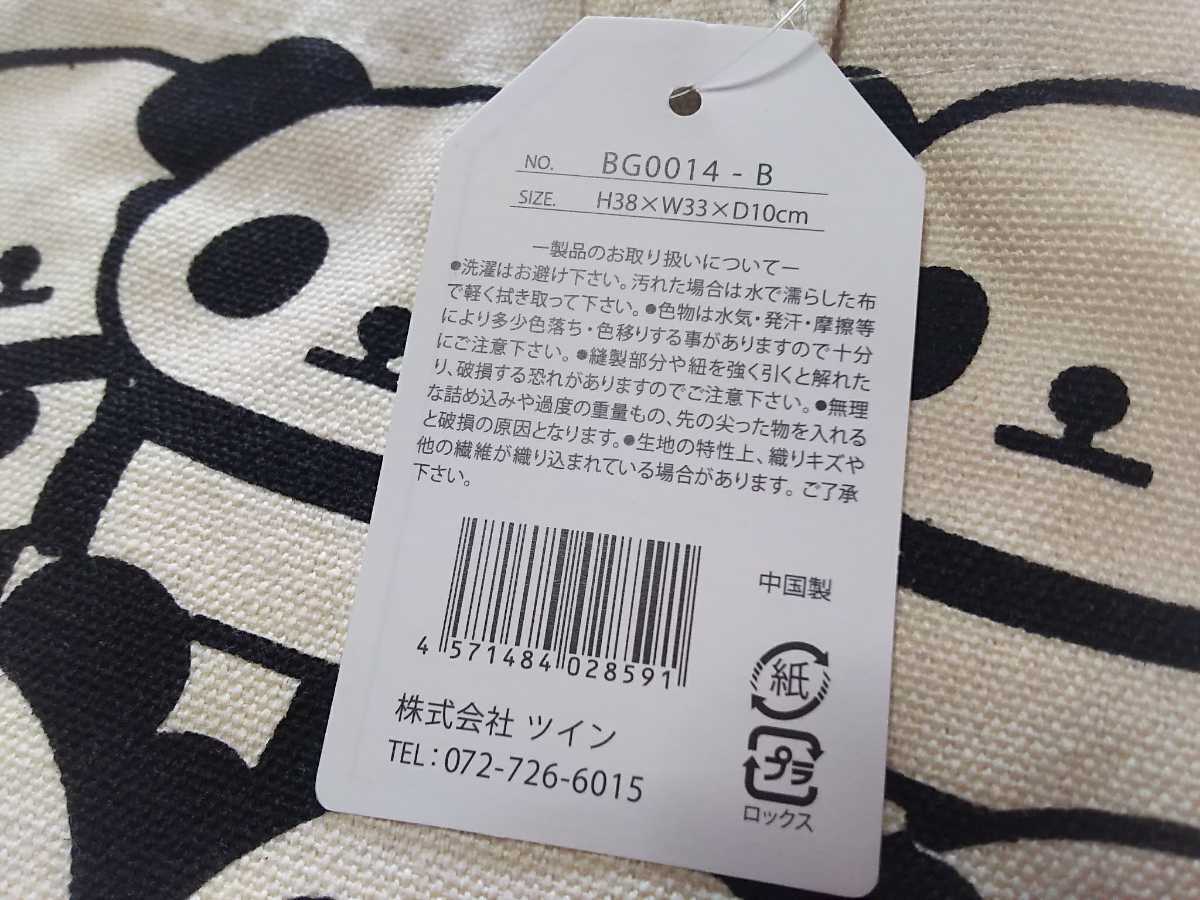 NO. BG0014 - B
SIZE. H38×W33×D10cm
ー製品のお取り扱いについてー
●洗濯はお避け下さい。汚れた場合は水で濡らした布
で軽く拭き取って下さい。●色物は水気・発汗・摩擦等
により多少色落ち・色移りする事がありますので十分
にご注意下さい。●縫製部分や紐を強く引くと解れた
り、破損する恐れがありますのでご注意下さい。●無理
な詰め込みや過度の重量もの、先の尖った物を入れる
と破損の原因となります。●生地の特性上、織りキズや
他の繊維が織り込まれている場合があります。ご了承
下さい。
中国製
4 571484 028591
紙
プラ
ロックス
株式会社 ツイン
TEL：072-726-6015